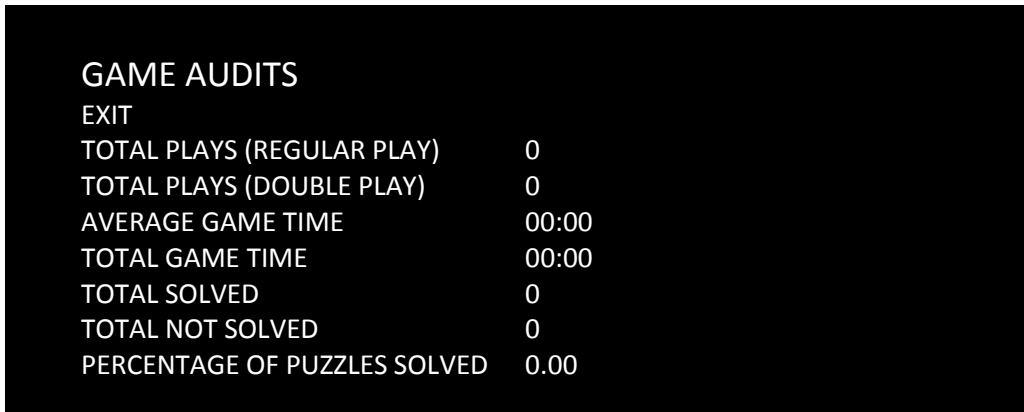 GAME AUDITS
EXIT
TOTAL PLAYS (REGULAR PLAY) 0
TOTAL PLAYS (DOUBLE PLAY) 0
AVERAGE GAME TIME 00:00
TOTAL GAME TIME 00:00
TOTAL SOLVED 0
TOTAL NOT SOLVED 0
PERCENTAGE OF PUZZLES SOLVED 0.00